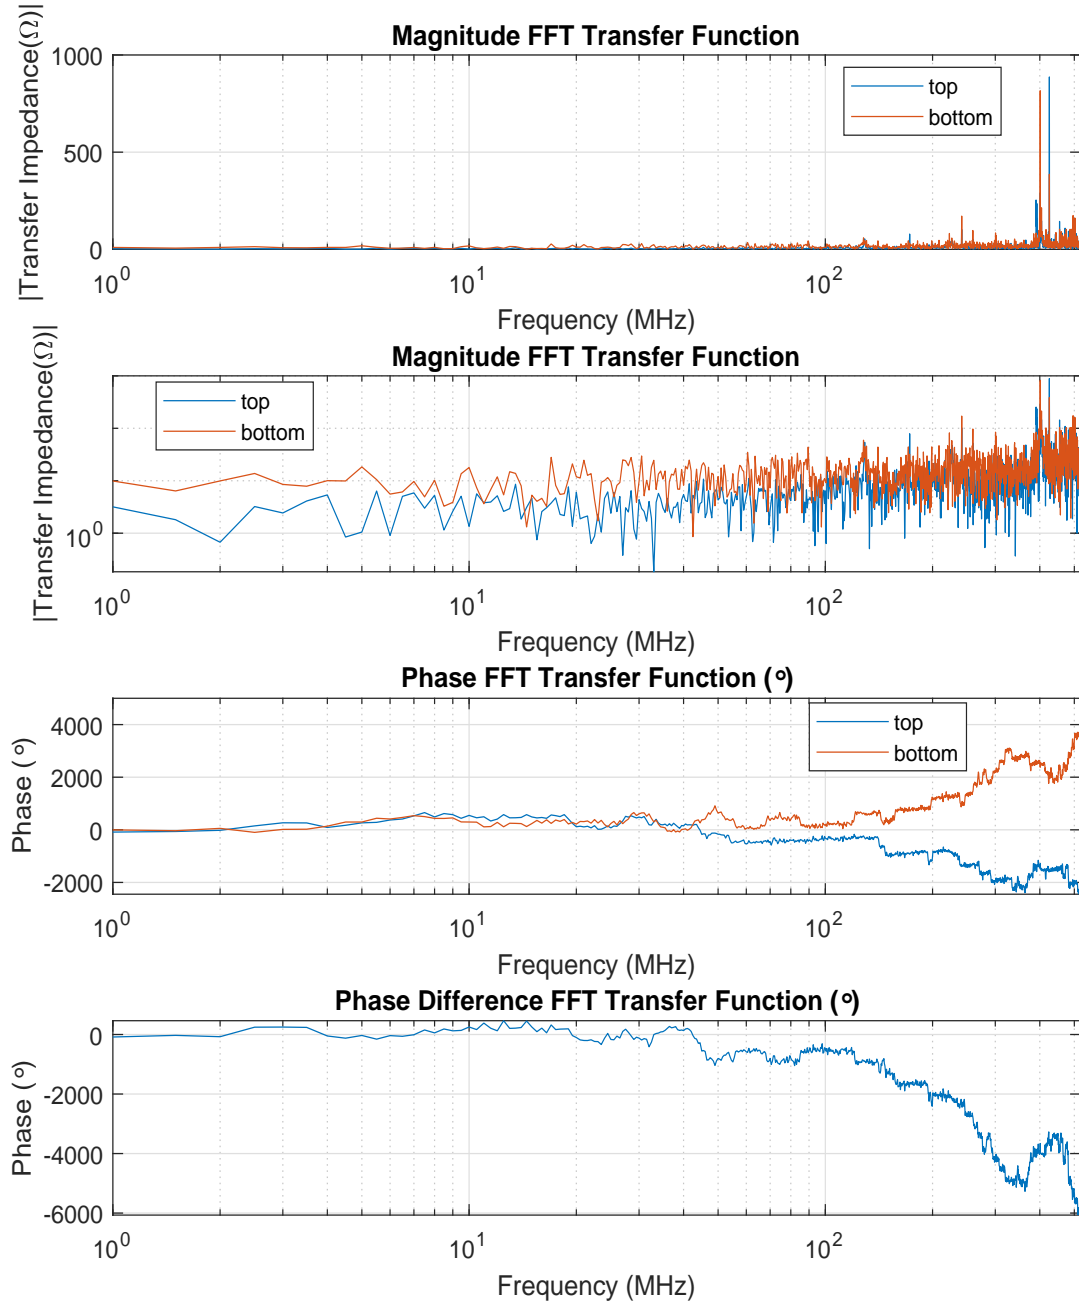 Magnitude FFT Transfer Function
|Transfer Impedance(Ω)|
1000
500
0
top
bottom
10^0
10^1
10^2
Frequency (MHz)
Magnitude FFT Transfer Function
|Transfer Impedance(Ω)|
10^0
top
bottom
10^0
10^1
10^2
Frequency (MHz)
Phase FFT Transfer Function (°)
Phase (°)
4000
2000
0
-2000
top
bottom
10^0
10^1
10^2
Frequency (MHz)
Phase Difference FFT Transfer Function (°)
Phase (°)
0
-2000
-4000
-6000
10^0
10^1
10^2
Frequency (MHz)